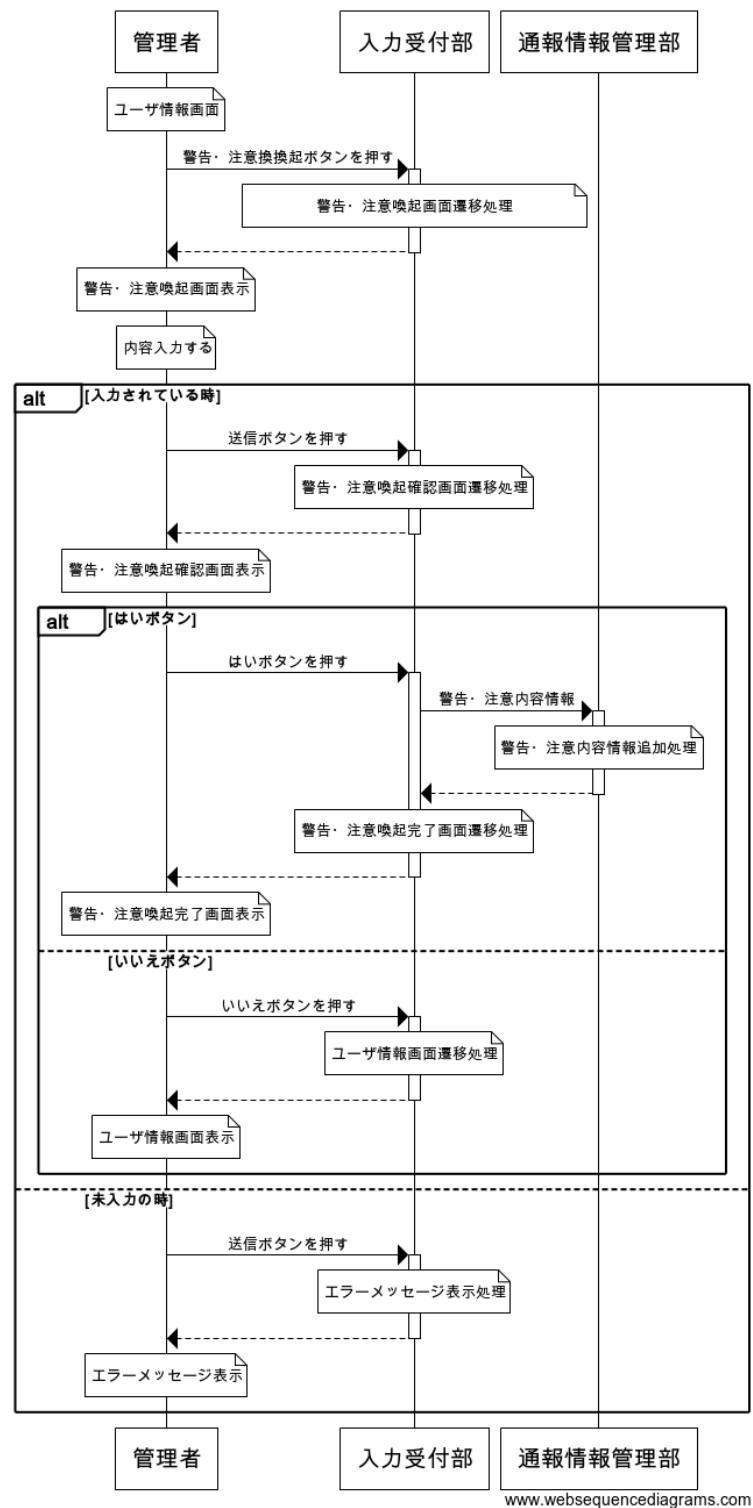 管理者
入力受付部
通報情報管理部
ユーザ情報画面
警告・注意換換起ボタンを押す
警告・注意喚起画面遷移処理
警告・注意喚起画面表示
内容入力する
alt
[入力されている時]
送信ボタンを押す
警告・注意喚起確認画面遷移処理
警告・注意喚起確認画面表示
alt
[はいボタン]
はいボタンを押す
警告・注意内容情報
警告・注意内容情報追加処理
警告・注意喚起完了画面遷移処理
警告・注意喚起完了画面表示
[いいえボタン]
いいえボタンを押す
ユーザ情報画面遷移処理
ユーザ情報画面表示
[未入力の時]
送信ボタンを押す
エラーメッセージ表示処理
エラーメッセージ表示
管理者
入力受付部
通報情報管理部
www.websequencediagrams.com